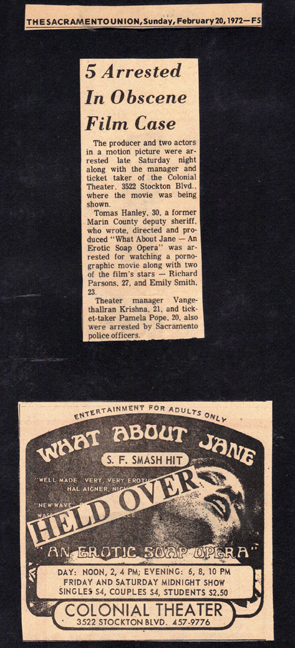 THE SACRAMENTO UNION, Sunday, February 20, 1972—F5
5 Arrested
In Obscene
Film Case
The producer and two actors
in a motion picture were ar-
rested late Saturday night
along with the manager and
ticket taker of the Colonial
Theater, 3522 Stockton Blvd.,
where the movie was being
shown.
Tomas Hanley, 30, a former
Marin County deputy sheriff,
who wrote, directed and pro-
duced "What About Jane — An
Erotic Soap Opera" was ar-
rested for watching a porno-
graphic movie along with two
of the film's stars — Richard
Parsons, 27, and Emily Smith,
23.
Theater manager Vange-
thallran Krishna, 21, and tick-
et-taker Pamela Pope, 20, also
were arrested by Sacramento
police officers.
ENTERTAINMENT FOR ADULTS ONLY
WHAT ABOUT JANE
S. F. SMASH HIT
"WELL MADE, VERY, VERY EROTI
HAL AIGNER,
"NEW WAVE
HELD OVER
"AN EROTIC SOAP OPERA"
DAY: NOON, 2, 4 PM; EVENING: 6, 8, 10 PM
FRIDAY AND SATURDAY MIDNIGHT SHOW
SINGLES $4, COUPLES $4, STUDENTS $2.50
COLONIAL THEATER
3522 STOCKTON BLVD. 457-9776